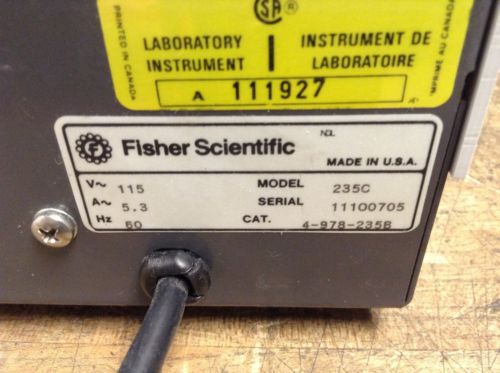 PRINTED IN CANADA
SA ®
LABORATORY
INSTRUMENT
INSTRUMENT DE
LABORATOIRE
IMPRIMÉ AU CANADA
A 111927
F Fisher Scientific
MADE IN U.S.A.
V~ 115 MODEL 235C
A~ 5.3 SERIAL 11100705
Hz 60 CAT. 4-978-235B